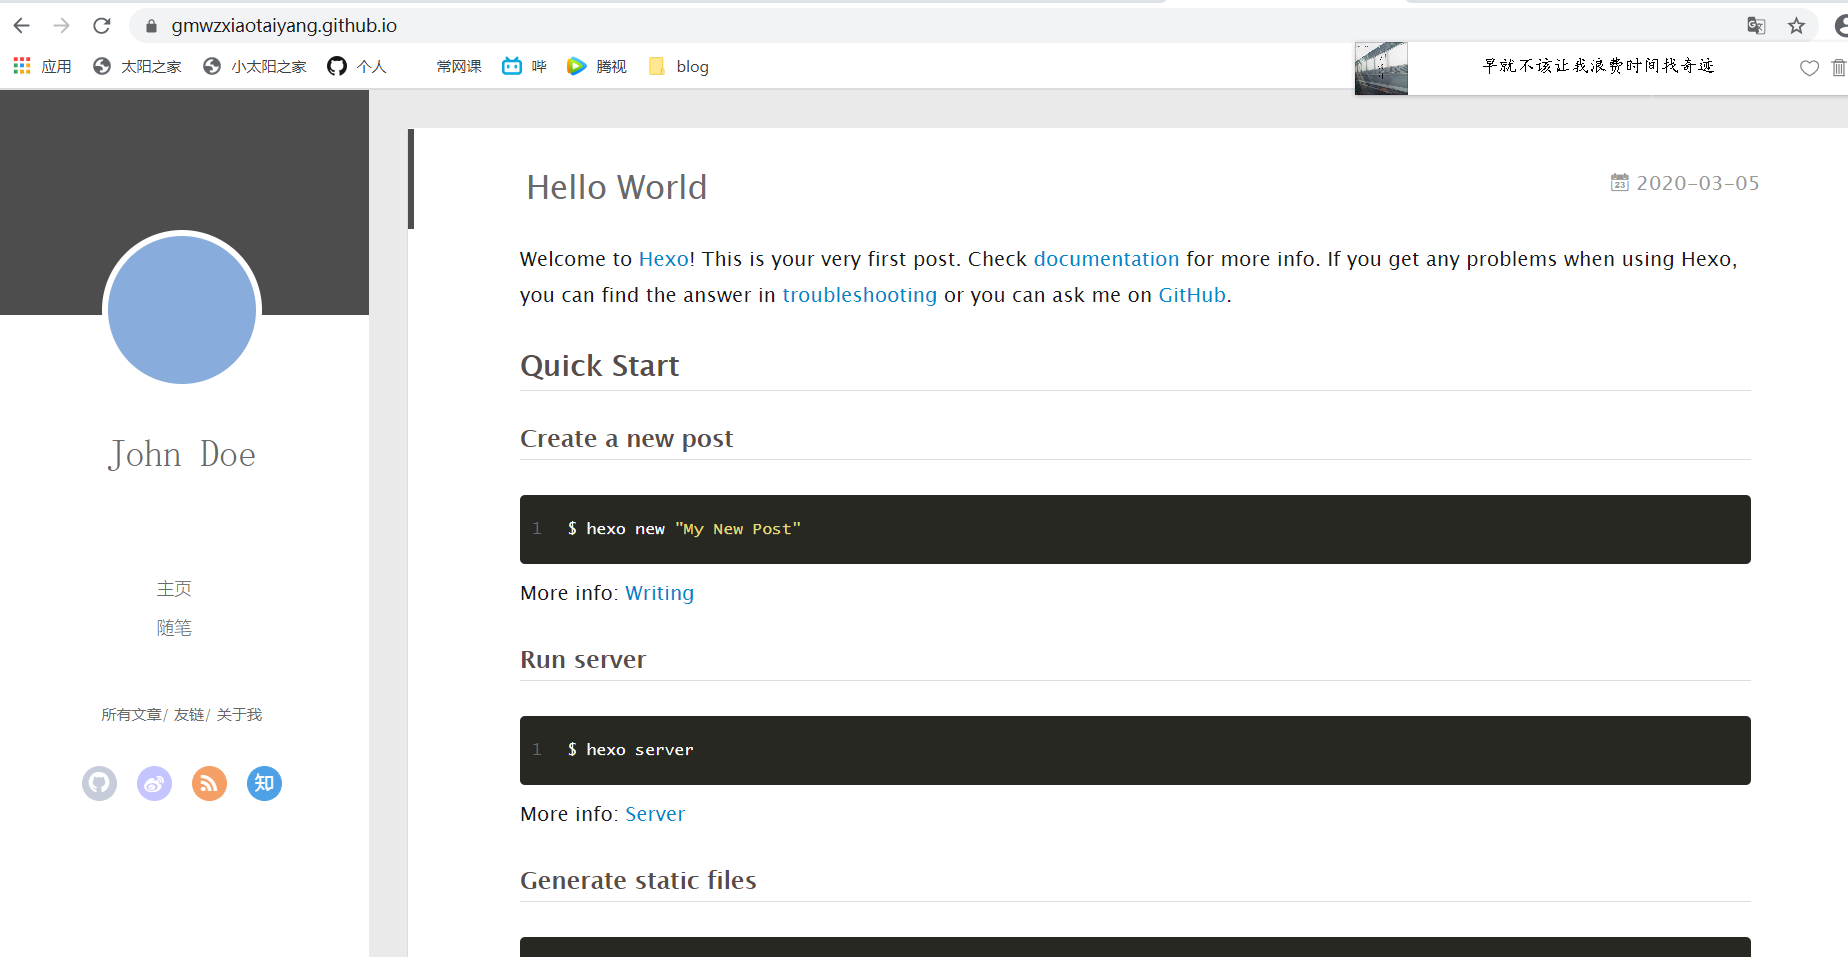 gmwzxiaotaiyang.github.io
应用 太阳之家 小太阳之家 个人 常网课 哔 腾视 blog
早就不该让我浪费时间找奇迹
John Doe
主页
随笔
所有文章/ 友链/ 关于我
知
Hello World
23 2020-03-05
Welcome to Hexo! This is your very first post. Check documentation for more info. If you get any problems when using Hexo,
you can find the answer in troubleshooting or you can ask me on GitHub.
Quick Start
Create a new post
1 $ hexo new "My New Post"
More info: Writing
Run server
1 $ hexo server
More info: Server
Generate static files